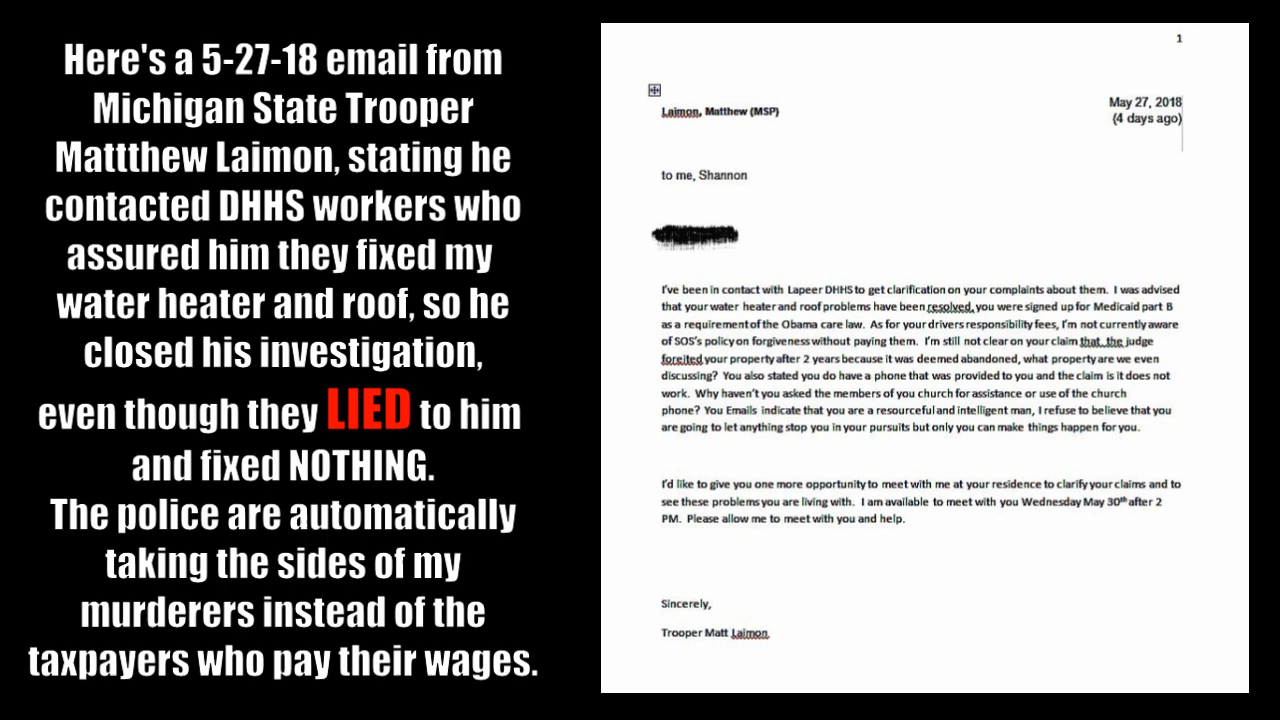 Here's a 5-27-18 email from
Michigan State Trooper
Mattthew Laimon, stating he
contacted DHHS workers who
assured him they fixed my
water heater and roof, so he
closed his investigation,
even though they LIED to him
and fixed NOTHING.
The police are automatically
taking the sides of my
murderers instead of the
taxpayers who pay their wages.
1
Laimon, Matthew (MSP)
May 27, 2018
(4 days ago)
to me, Shannon
I've been in contact with Lapeer DHHS to get clarification on your complaints about them. I was advised
that your water heater and roof problems have been resolved, you were signed up for Medicaid part B
as a requirement of the Obama care law. As for your drivers responsibility fees, I'm not currently aware
of SOS's policy on forgiveness without paying them. I'm still not clear on your claim that the judge
foreited your property after 2 years because it was deemed abandoned, what property are we even
discussing? You also stated you do have a phone that was provided to you and the claim is it does not
work. Why haven't you asked the members of you church for assistance or use of the church
phone? You Emails indicate that you are a resourceful and intelligent man, I refuse to believe that you
are going to let anything stop you in your pursuits but only you can make things happen for you.
I'd like to give you one more opportunity to meet with me at your residence to clarify your claims and to
see these problems you are living with. I am available to meet with you Wednesday May 30th after 2
PM. Please allow me to meet with you and help.
Sincerely,
Trooper Matt Laimon